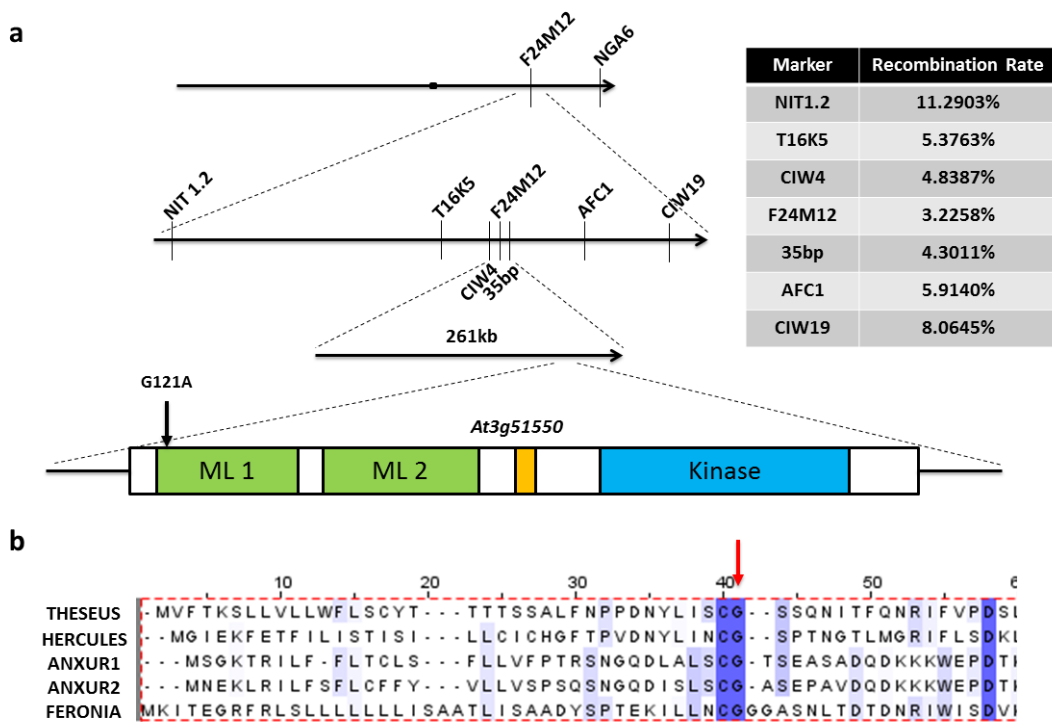 a
F24M12
NGA6
NIT 1.2
T16K5
F24M12
AFC1
CIW19
CIW4
35bp
261kb
G121A
At3g51550
ML 1 ML 2 Kinase
Marker Recombination Rate
NIT1.2 11.2903%
T16K5 5.3763%
CIW4 4.8387%
F24M12 3.2258%
35bp 4.3011%
AFC1 5.9140%
CIW19 8.0645%
b
10 20 30 40 50 6
THESEUS -MVFTKSLLVLLWFLSCYT---TTTSSALFNPPDNYLISCG--SSQNITFQNRIFVPDSL
HERCULES --MGIEKFETFILISTISI---LLCICHGFTPVDNYLINCG--SPTNGTLMGRIFLSDKL
ANXUR1 ---MSGKTRILF-FLTCLS---FLLVFPTRSNGQDLALSCG-TSEASADQDKKKWEPDTK
ANXUR2 ---MNEKLRILFSFLCFFY---VLLVSPSQSNGQDISLSCG-ASEPAVDQDKKKWEPDTK
FERONIA MKITEGRFRLSLLLLLLLISAATLISAADYSPTEKILLNCGGGASNLTDTDNRIWISDVK